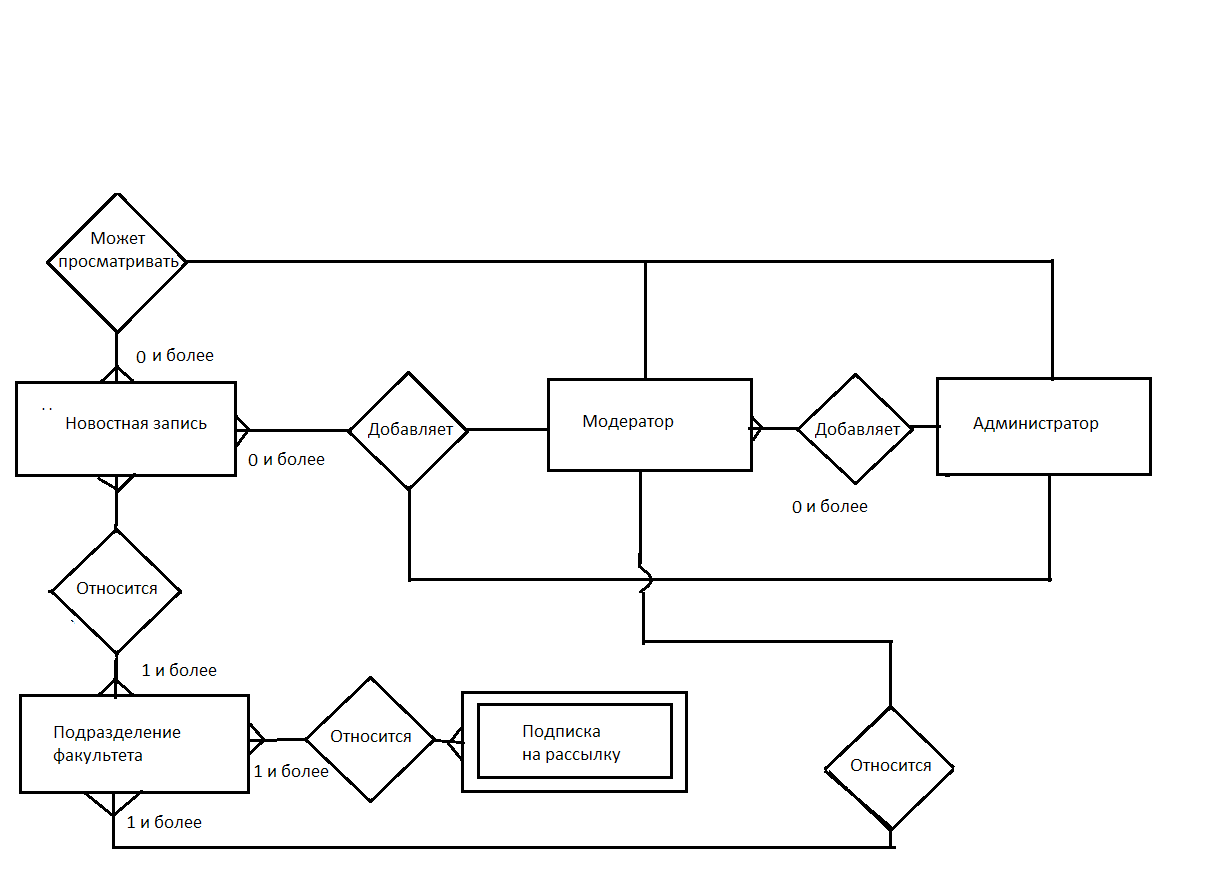 Может
просматривать
0 и более
Новостная запись
0 и более
Добавляет
Модератор
Добавляет
0 и более
Администратор
Относится
1 и более
Подразделение
факультета
1 и более
Относится
Подписка
на рассылку
Относится
1 и более